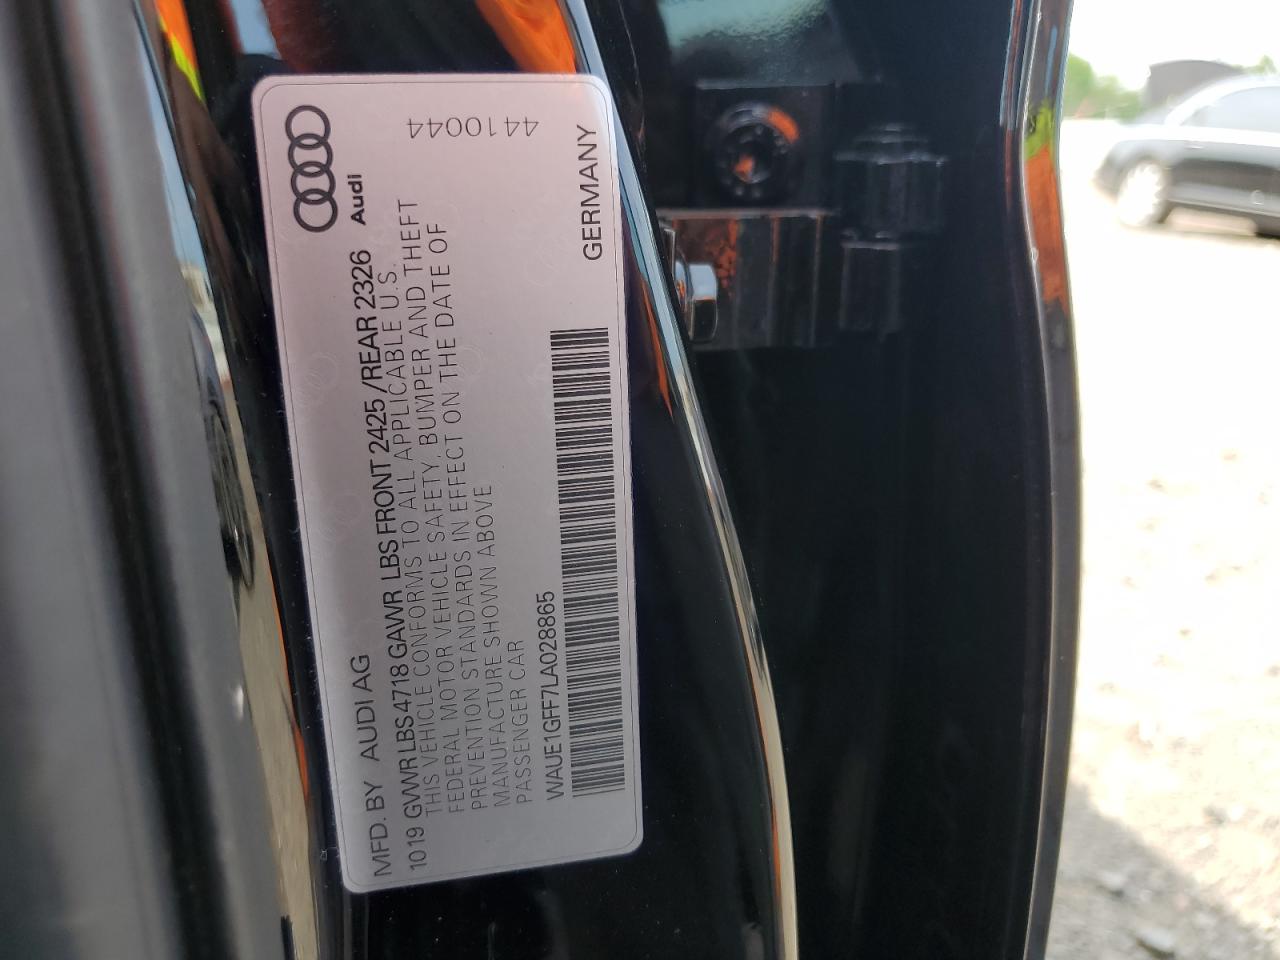 MFD. BY AUDI AG
Audi
1019 GVWR LBS 4718 GAWR LBS FRONT 2425 /REAR 2326
THIS VEHICLE CONFORMS TO ALL APPLICABLE U.S.
FEDERAL MOTOR VEHICLE SAFETY, BUMPER AND THEFT
PREVENTION STANDARDS IN EFFECT ON THE DATE OF
MANUFACTURE SHOWN ABOVE
PASSENGER CAR
4410044
WAUE1GFF7LA028865
GERMANY